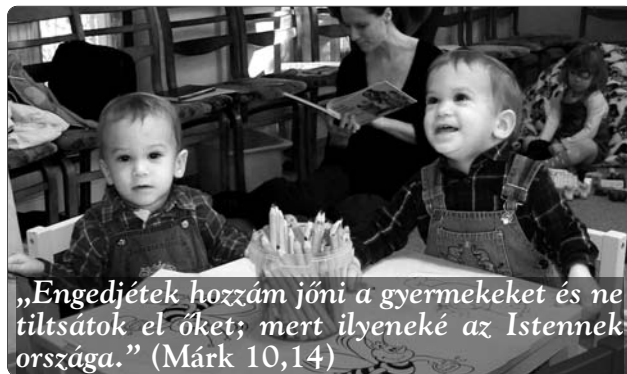 „Engedjétek hozzám jőni a gyermekeket és ne
tiltsátok el őket; mert ilyeneké az Istennek
országa.” (Márk 10,14)